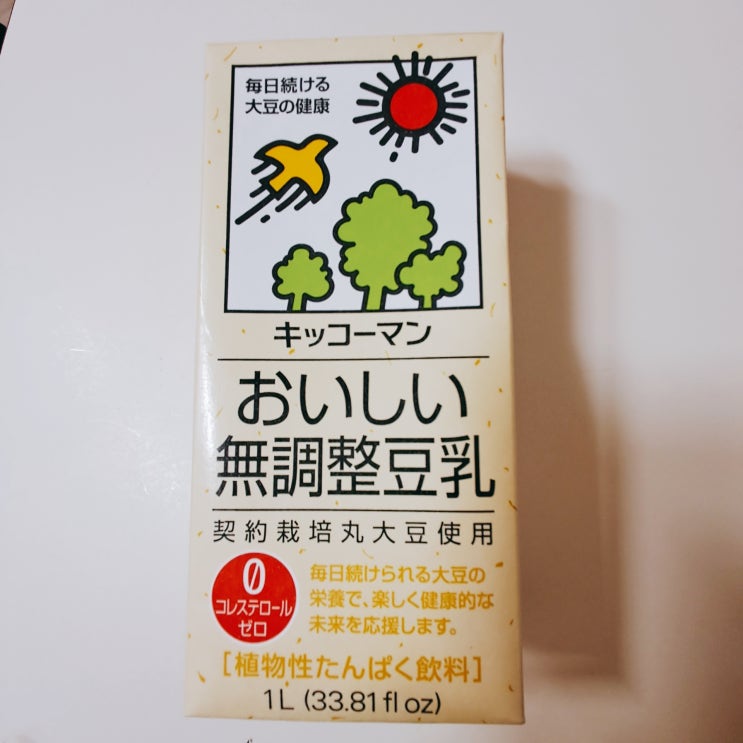 毎日続ける
大豆の健康
キッコーマン
おいしい
無調整豆乳
契約栽培丸大豆使用
0
コレステロール
ゼロ
毎日続けられる大豆の
栄養で、楽しく健康的な
未来を応援します。
[植物性たんぱく飲料]
1L (33.81 fl oz)